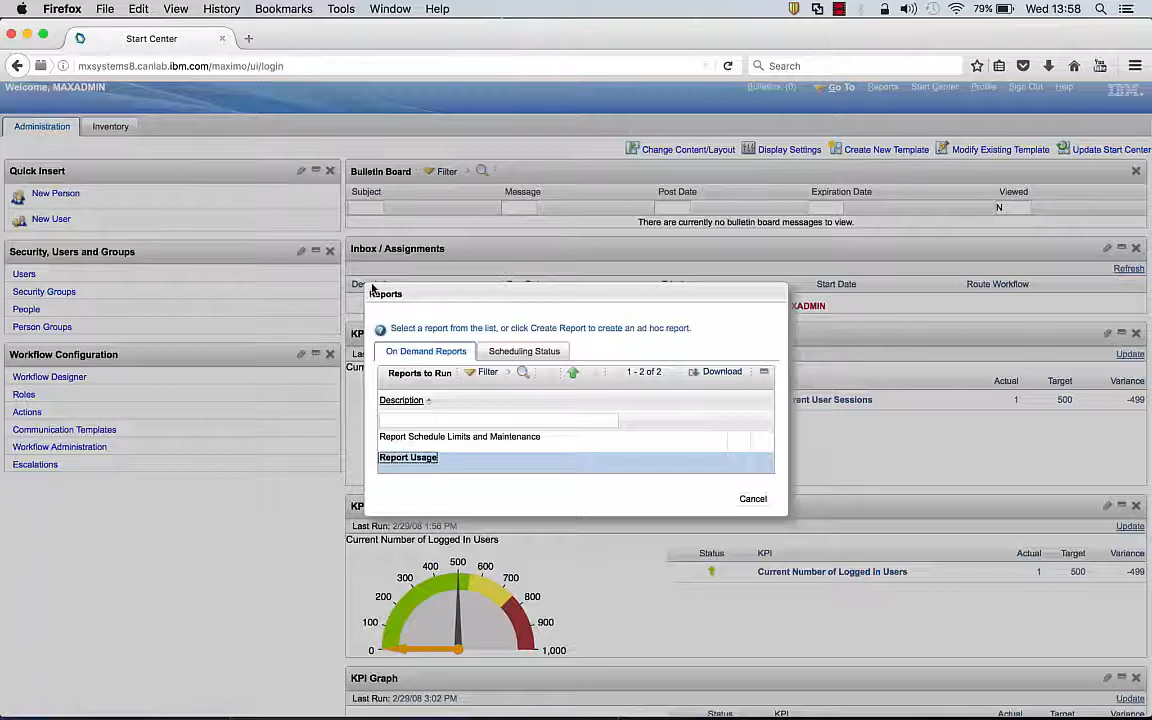 Firefox File Edit View History Bookmarks Tools Window Help 79% Wed 13:58
Start Center
mxsystems8.canlab.ibm.com/maximo/ui/login Search
Welcome, MAXADMIN Bulletins: (0) Go To Reports Start Center Profile Sign Out Help IBM.
Administration Inventory
Change Content/Layout Display Settings Create New Template Modify Existing Template Update Start Center
Quick Insert
New Person
New User
Security, Users and Groups
Users
Security Groups
People
Person Groups
Workflow Configuration
Workflow Designer
Roles
Actions
Communication Templates
Workflow Administration
Escalations
Bulletin Board Filter
Subject Message Post Date Expiration Date Viewed
N
There are currently no bulletin board messages to view.
Inbox / Assignments
Refresh
Start Date Route Workflow
XADMIN
Update
Actual Target Variance
ent User Sessions 1 500 -499
Reports
Select a report from the list, or click Create Report to create an ad hoc report.
On Demand Reports Scheduling Status
Reports to Run Filter 1 - 2 of 2 Download
Description
Report Schedule Limits and Maintenance
Report Usage
Cancel
KP
Last Run: 2/29/08 1:56 PM Update
Current Number of Logged In Users
Status KPI Actual Target Variance
Current Number of Logged In Users 1 500 -499
0 100 200 300 400 500 600 700 800 900 1,000
KPI Graph
Last Run: 2/29/08 3:02 PM Update
Status KPI Actual Target Variance